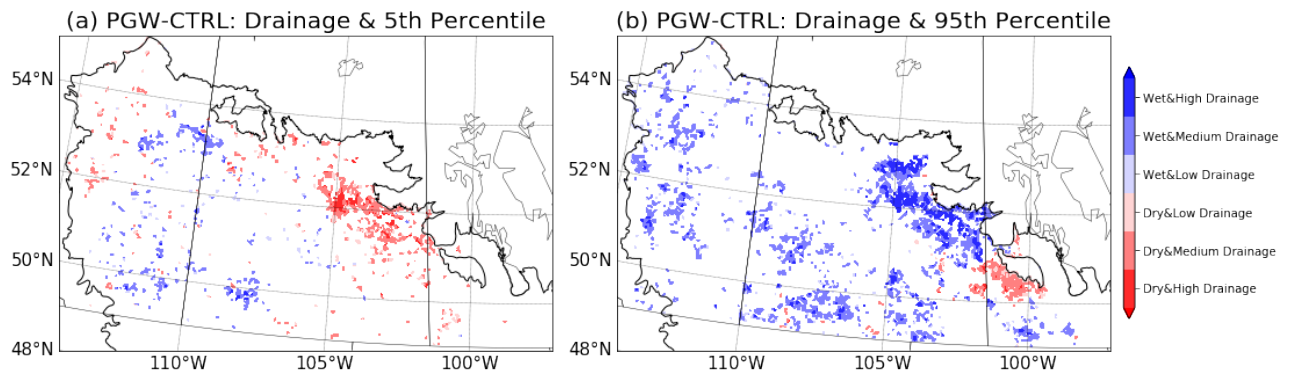 (a) PGW-CTRL: Drainage & 5th Percentile
(b) PGW-CTRL: Drainage & 95th Percentile
54°N
52°N
50°N
48°N
110°W
105°W
100°W
54°N
52°N
50°N
48°N
110°W
105°W
100°W
Wet&High Drainage
Wet&Medium Drainage
Wet&Low Drainage
Dry&Low Drainage
Dry&Medium Drainage
Dry&High Drainage